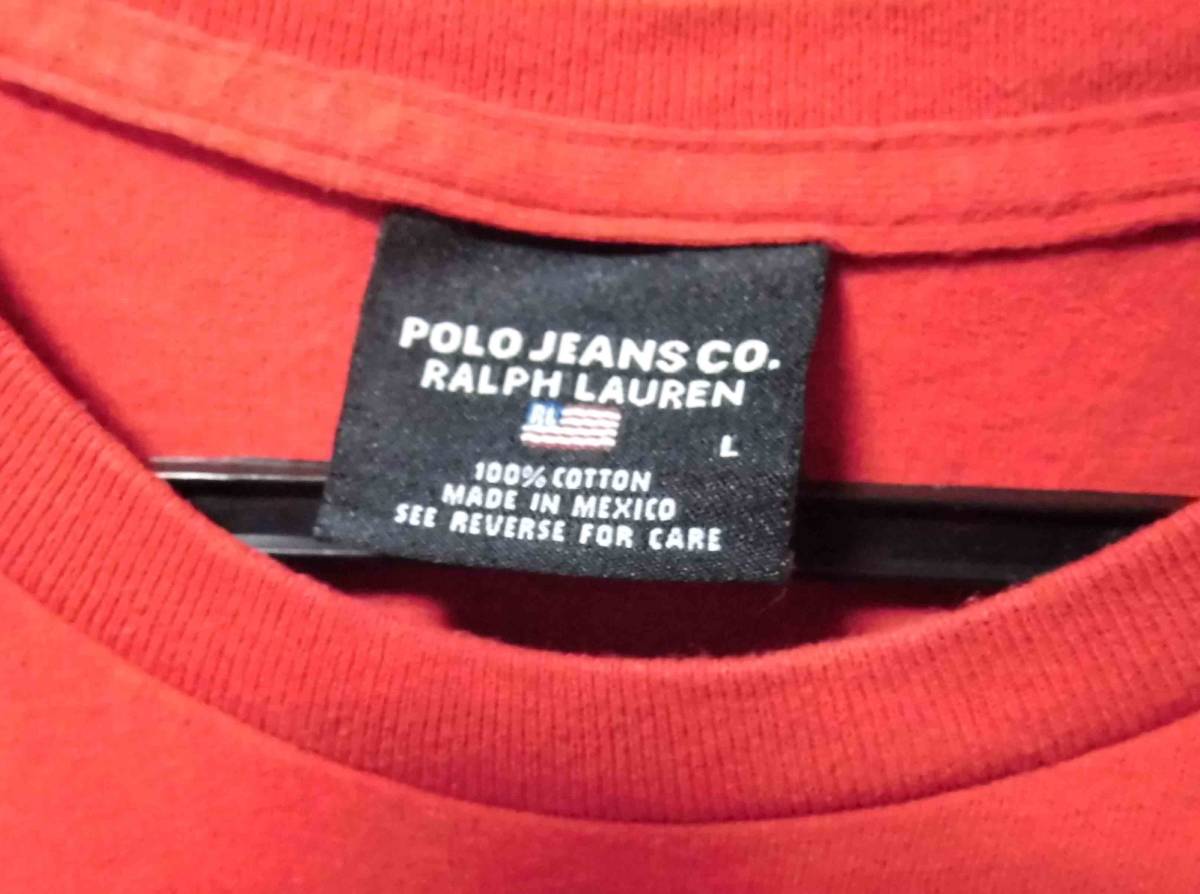 POLO JEANS CO.
RALPH LAUREN
RL
L
100% COTTON
MADE IN MEXICO
SEE REVERSE FOR CARE